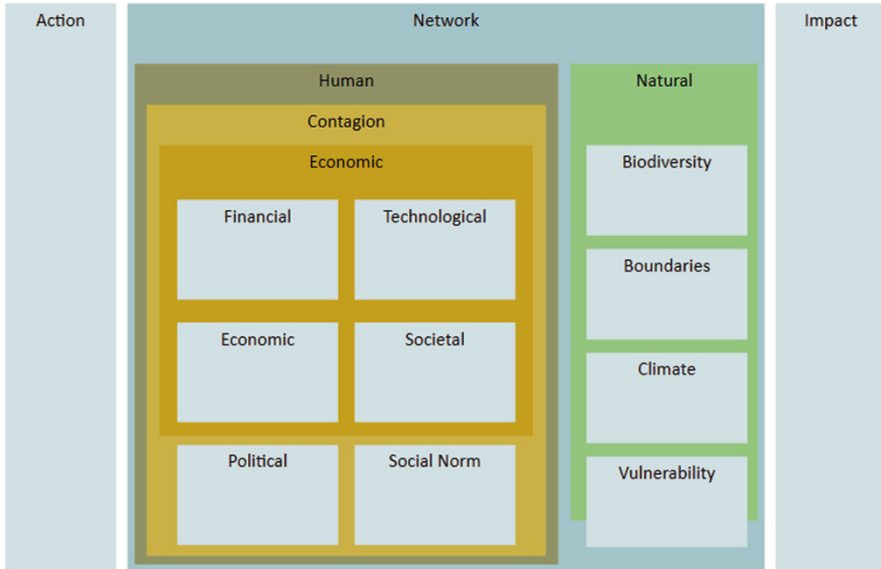 Action
Network
Impact
Human
Natural
Contagion
Economic
Biodiversity
Financial
Technological
Boundaries
Economic
Societal
Climate
Political
Social Norm
Vulnerability